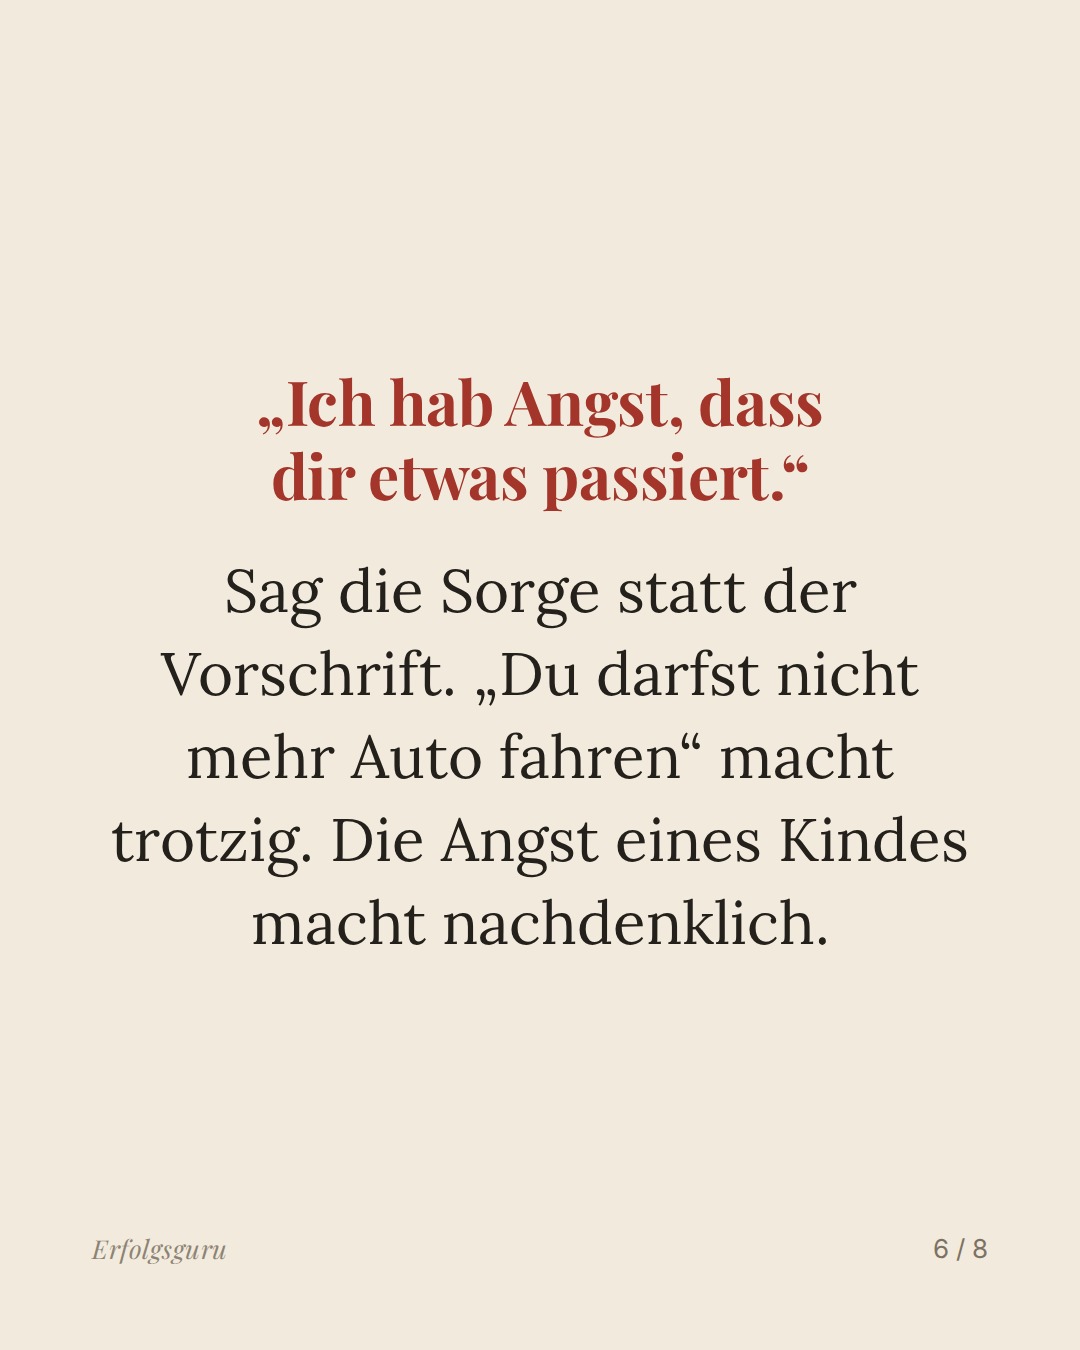 „Ich hab Angst, dass
dir etwas passiert.“
Sag die Sorge statt der
Vorschrift. „Du darfst nicht
mehr Auto fahren“ macht
trotzig. Die Angst eines Kindes
macht nachdenklich.
Erfolgsguru
6 / 8